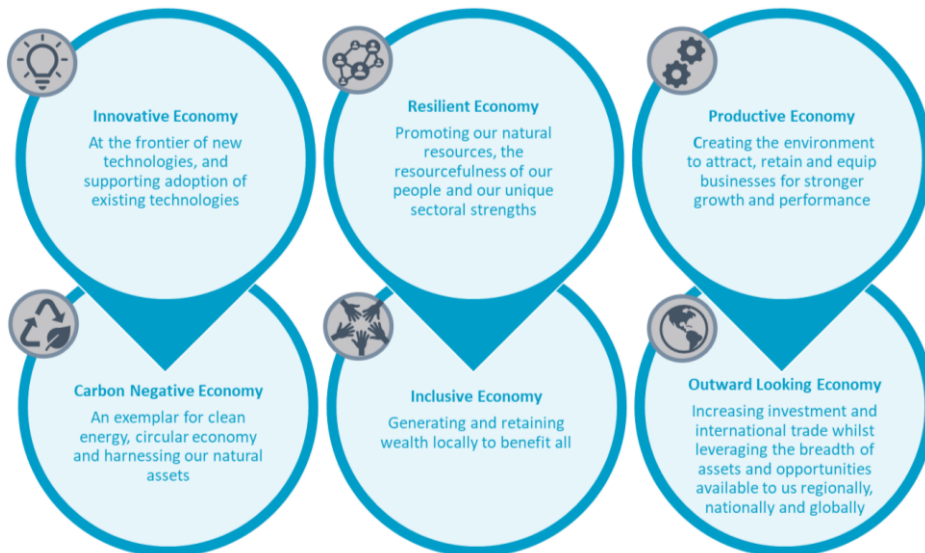 Innovative Economy
At the frontier of new
technologies, and
supporting adoption of
existing technologies
Resilient Economy
Promoting our natural
resources, the
resourcefulness of our
people and our unique
sectoral strengths
Productive Economy
Creating the environment
to attract, retain and equip
businesses for stronger
growth and performance
Carbon Negative Economy
An exemplar for clean
energy, circular economy
and harnessing our natural
assets
Inclusive Economy
Generating and retaining
wealth locally to benefit all
Outward Looking Economy
Increasing investment and
international trade whilst
leveraging the breadth of
assets and opportunities
available to us regionally,
nationally and globally